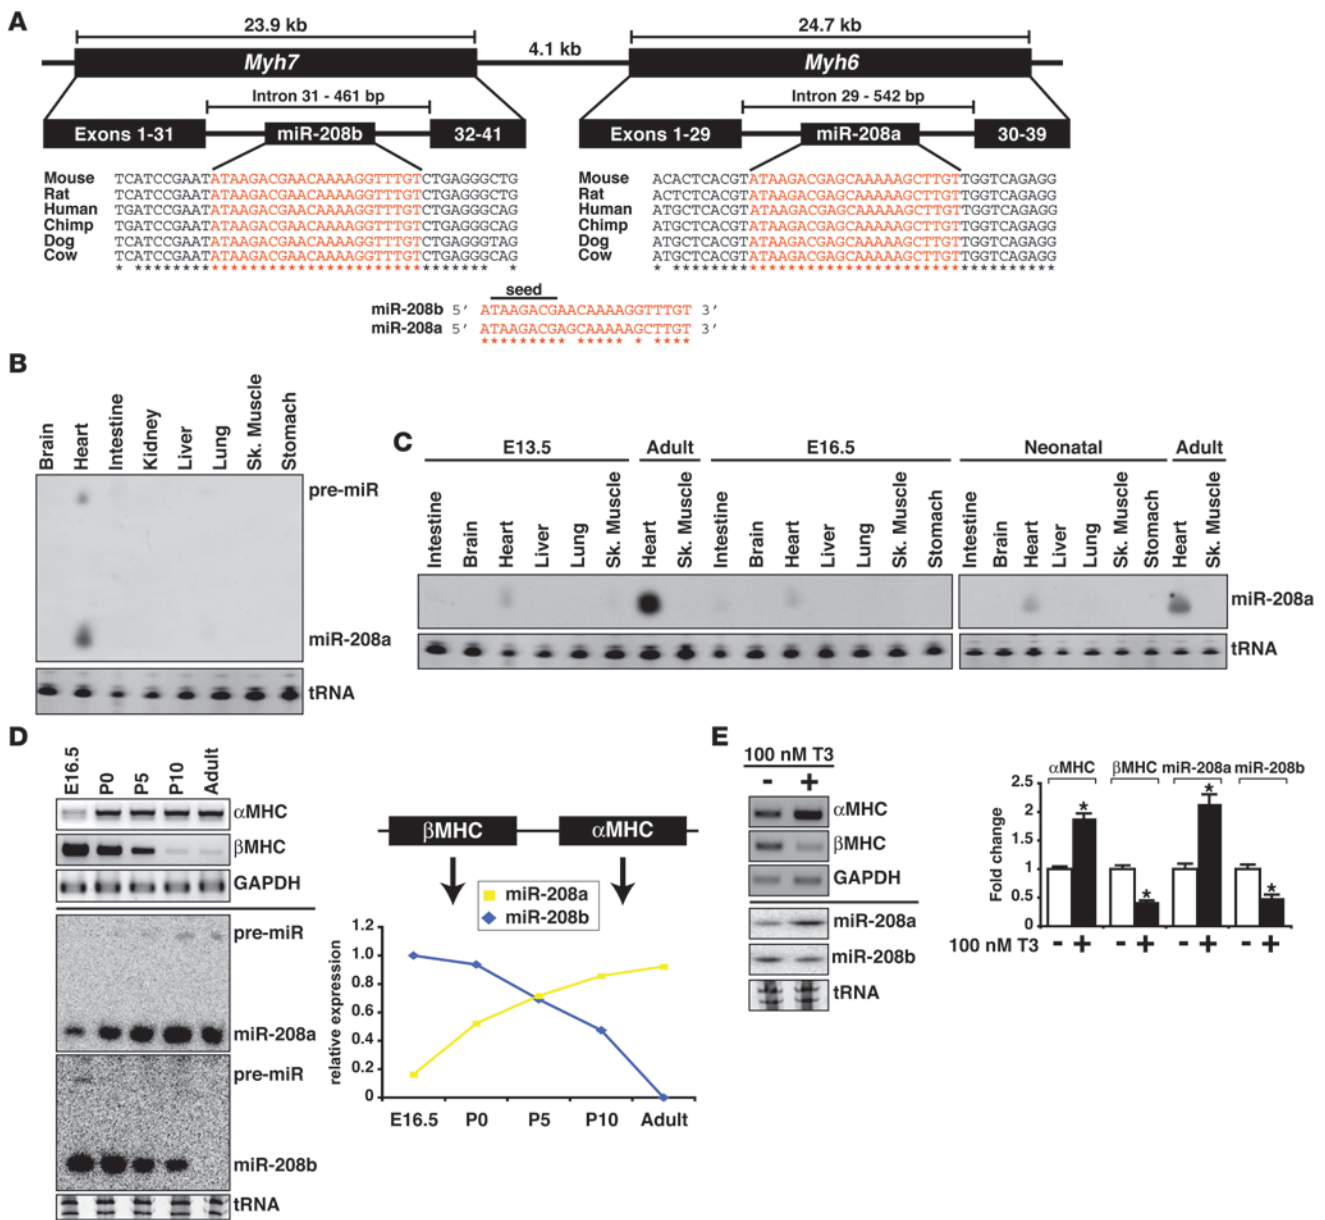 A
23.9 kb
24.7 kb
4.1 kb
Myh7
Myh6
Intron 31 - 461 bp
Intron 29 - 542 bp
Exons 1-31
miR-208b
32-41
Exons 1-29
miR-208a
30-39
Mouse TCATCCGAATATAAGACGAACAAAAGGTTTGTCTGAGGGCTG
Rat TCATCCGAATATAAGACGAACAAAAGGTTTGTCTGAGGGCTG
Human TGATCCGAATATAAGACGAACAAAAGGTTTGTCTGAGGGCAG
Chimp TGATCCGAATATAAGACGAACAAAAGGTTTGTCTGAGGGCAG
Dog TCATCCGAATATAAGACGAACAAAAGGTTTGTCTGAGGGTAG
Cow TCATCCGAATATAAGACGAACAAAAGGTTTGTCTGAGGGCAG
* ****************************************  *
Mouse ACACTCACGTATAAGACGAGCAAAAAGCTTGTTGGTCAGAGG
Rat ACTCTCACGTATAAGACGAGCAAAAAGCTTGTTGGTCAGAGG
Human ATGCTCACGTATAAGACGAGCAAAAAGCTTGTTGGTCAGAGG
Chimp ATGCTCACGTATAAGACGAGCAAAAAGCTTGTTGGTCAGAGG
Dog ATGCTCACGTATAAGACGAGCAAAAAGCTTGTTGGTCAGAGG
Cow ATGCTCACGTATAAGACGAGCAAAAAGCTTGTTGGTCAGAGG
* ****************************************
seed
miR-208b 5' ATAAGACGAACAAAAGGTTTGT 3'
miR-208a 5' ATAAGACGAGCAAAAAGCTTGT 3'
********* ***** * ****
B
Brain
Heart
Intestine
Kidney
Liver
Lung
Sk. Muscle
Stomach
pre-miR
miR-208a
tRNA
C
E13.5
Adult
E16.5
Neonatal
Adult
Intestine
Brain
Heart
Liver
Lung
Sk. Muscle
Heart
Sk. Muscle
Intestine
Brain
Heart
Liver
Lung
Sk. Muscle
Stomach
Intestine
Brain
Heart
Liver
Lung
Sk. Muscle
Stomach
Heart
Sk. Muscle
miR-208a
tRNA
D
E16.5
P0
P5
P10
Adult
αMHC
βMHC
GAPDH
pre-miR
miR-208a
pre-miR
miR-208b
tRNA
βMHC
αMHC
miR-208a
miR-208b
relative expression
1.2
1.0
0.8
0.6
0.4
0.2
0
E16.5 P0 P5 P10 Adult
E
100 nM T3
- +
αMHC
βMHC
GAPDH
miR-208a
miR-208b
tRNA
αMHC βMHC miR-208a miR-208b
Fold change
2.5
2
1.5
1
0.5
0
* * * *
100 nM T3 - + - + - + - +